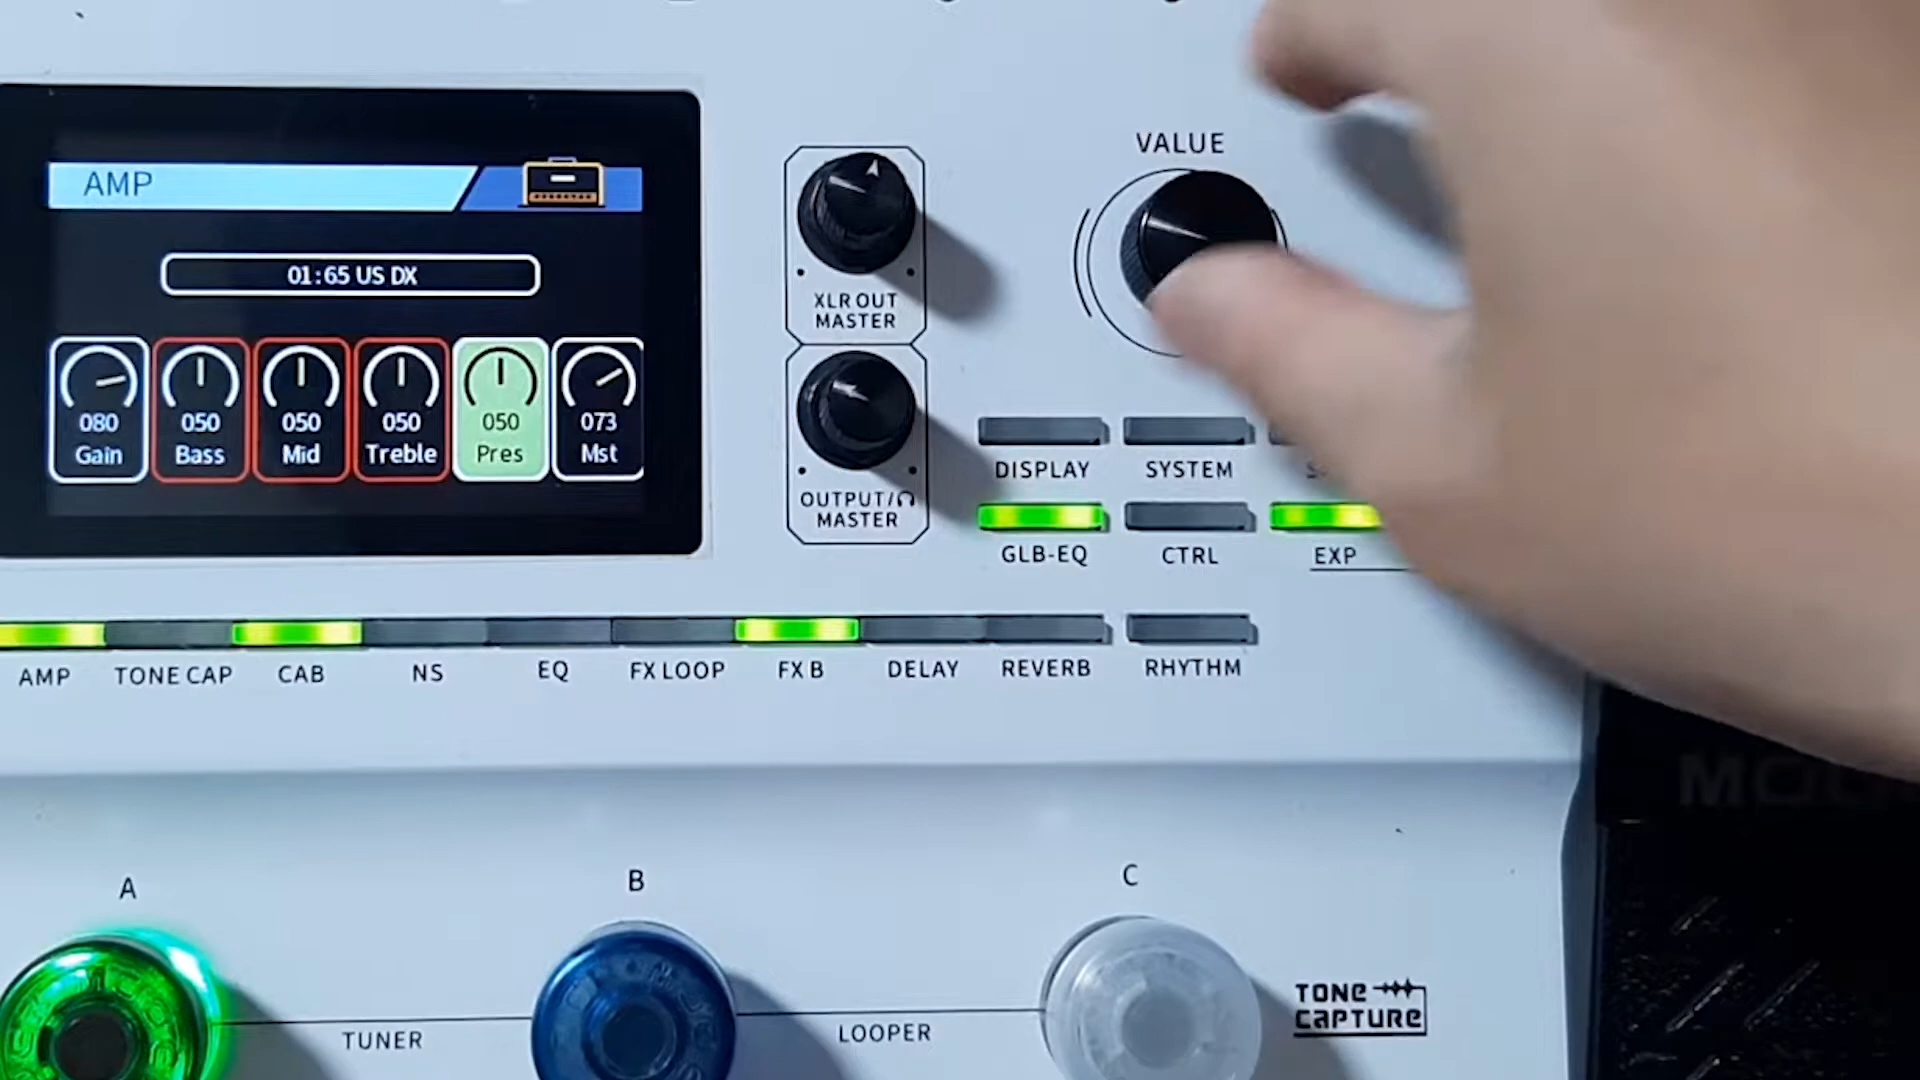 AMP
01:65 US DX
080 050 050 050 050 073
Gain Bass Mid Treble Pres Mst
XLR OUT
MASTER
OUTPUT/
MASTER
VALUE
DISPLAY SYSTEM
GLB-EQ CTRL EXP
AMP TONE CAP CAB NS EQ FX LOOP FX B DELAY REVERB RHYTHM
A B C
TUNER LOOPER
TONE
CAPTURE